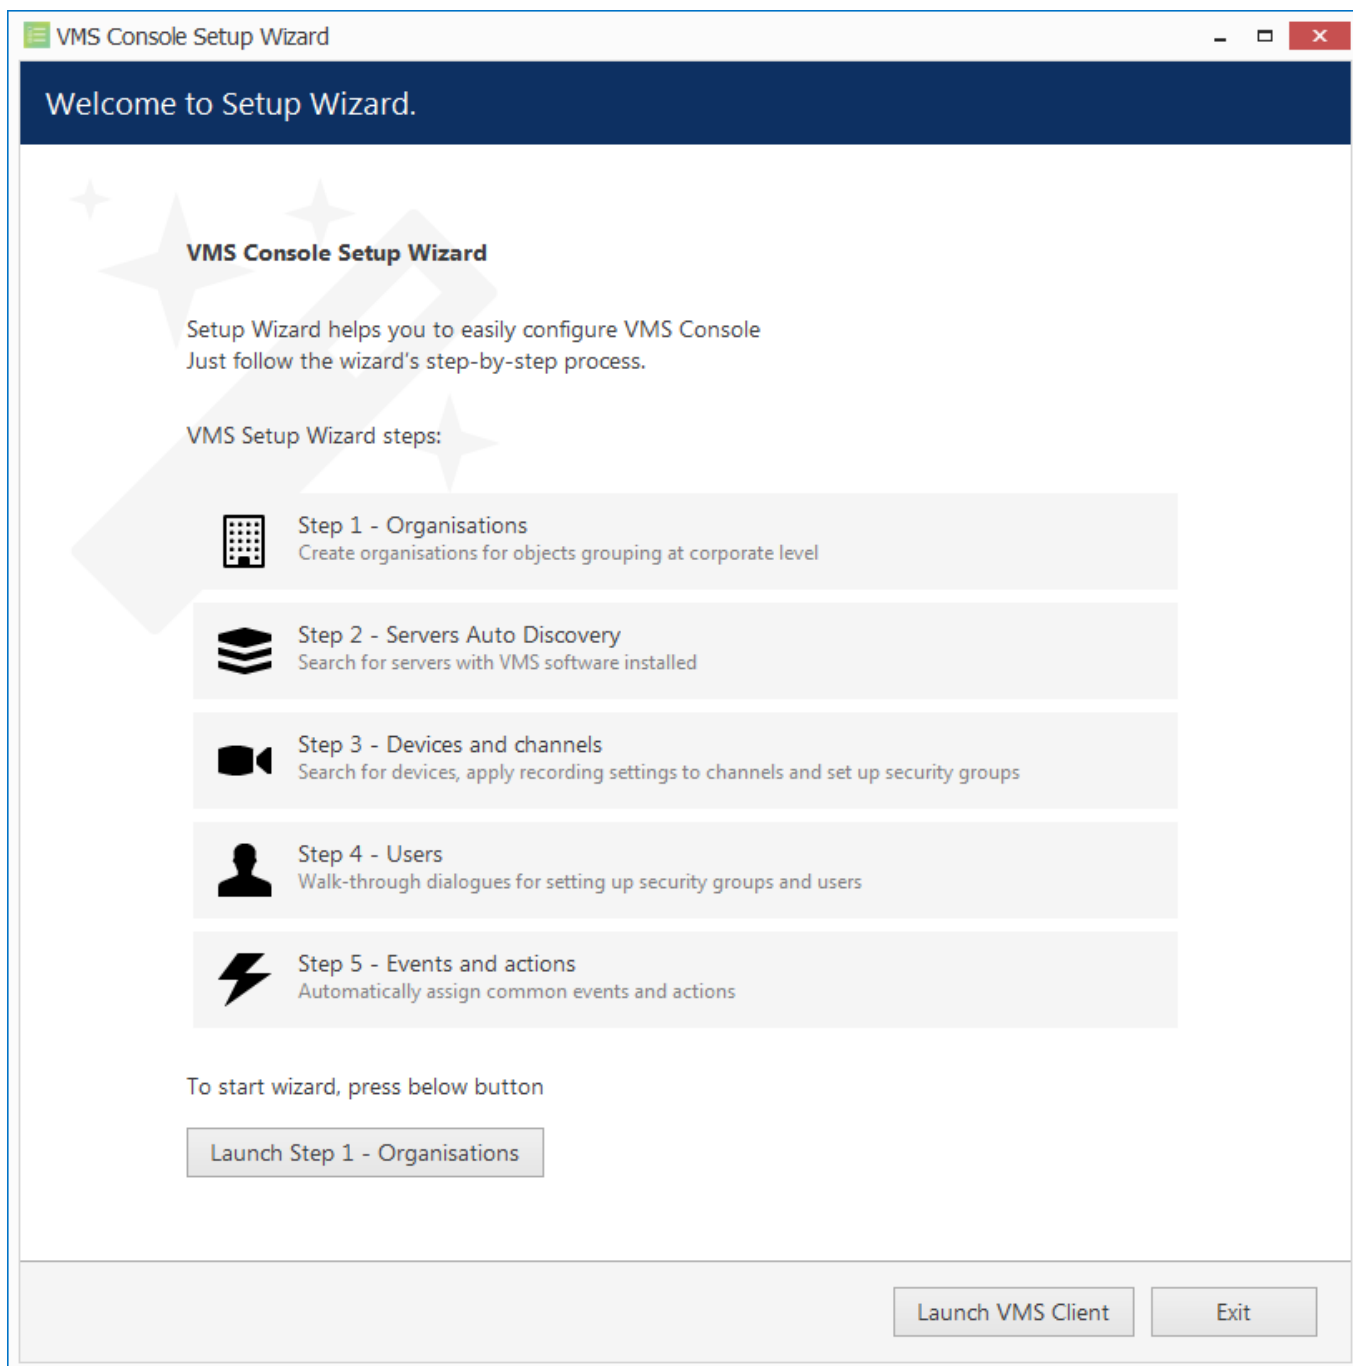 VMS Console Setup Wizard
Welcome to Setup Wizard.
VMS Console Setup Wizard
Setup Wizard helps you to easily configure VMS Console
Just follow the wizard's step-by-step process.
VMS Setup Wizard steps:
Step 1 - Organisations
Create organisations for objects grouping at corporate level
Step 2 - Servers Auto Discovery
Search for servers with VMS software installed
Step 3 - Devices and channels
Search for devices, apply recording settings to channels and set up security groups
Step 4 - Users
Walk-through dialogues for setting up security groups and users
Step 5 - Events and actions
Automatically assign common events and actions
To start wizard, press below button
Launch Step 1 - Organisations
Launch VMS Client
Exit